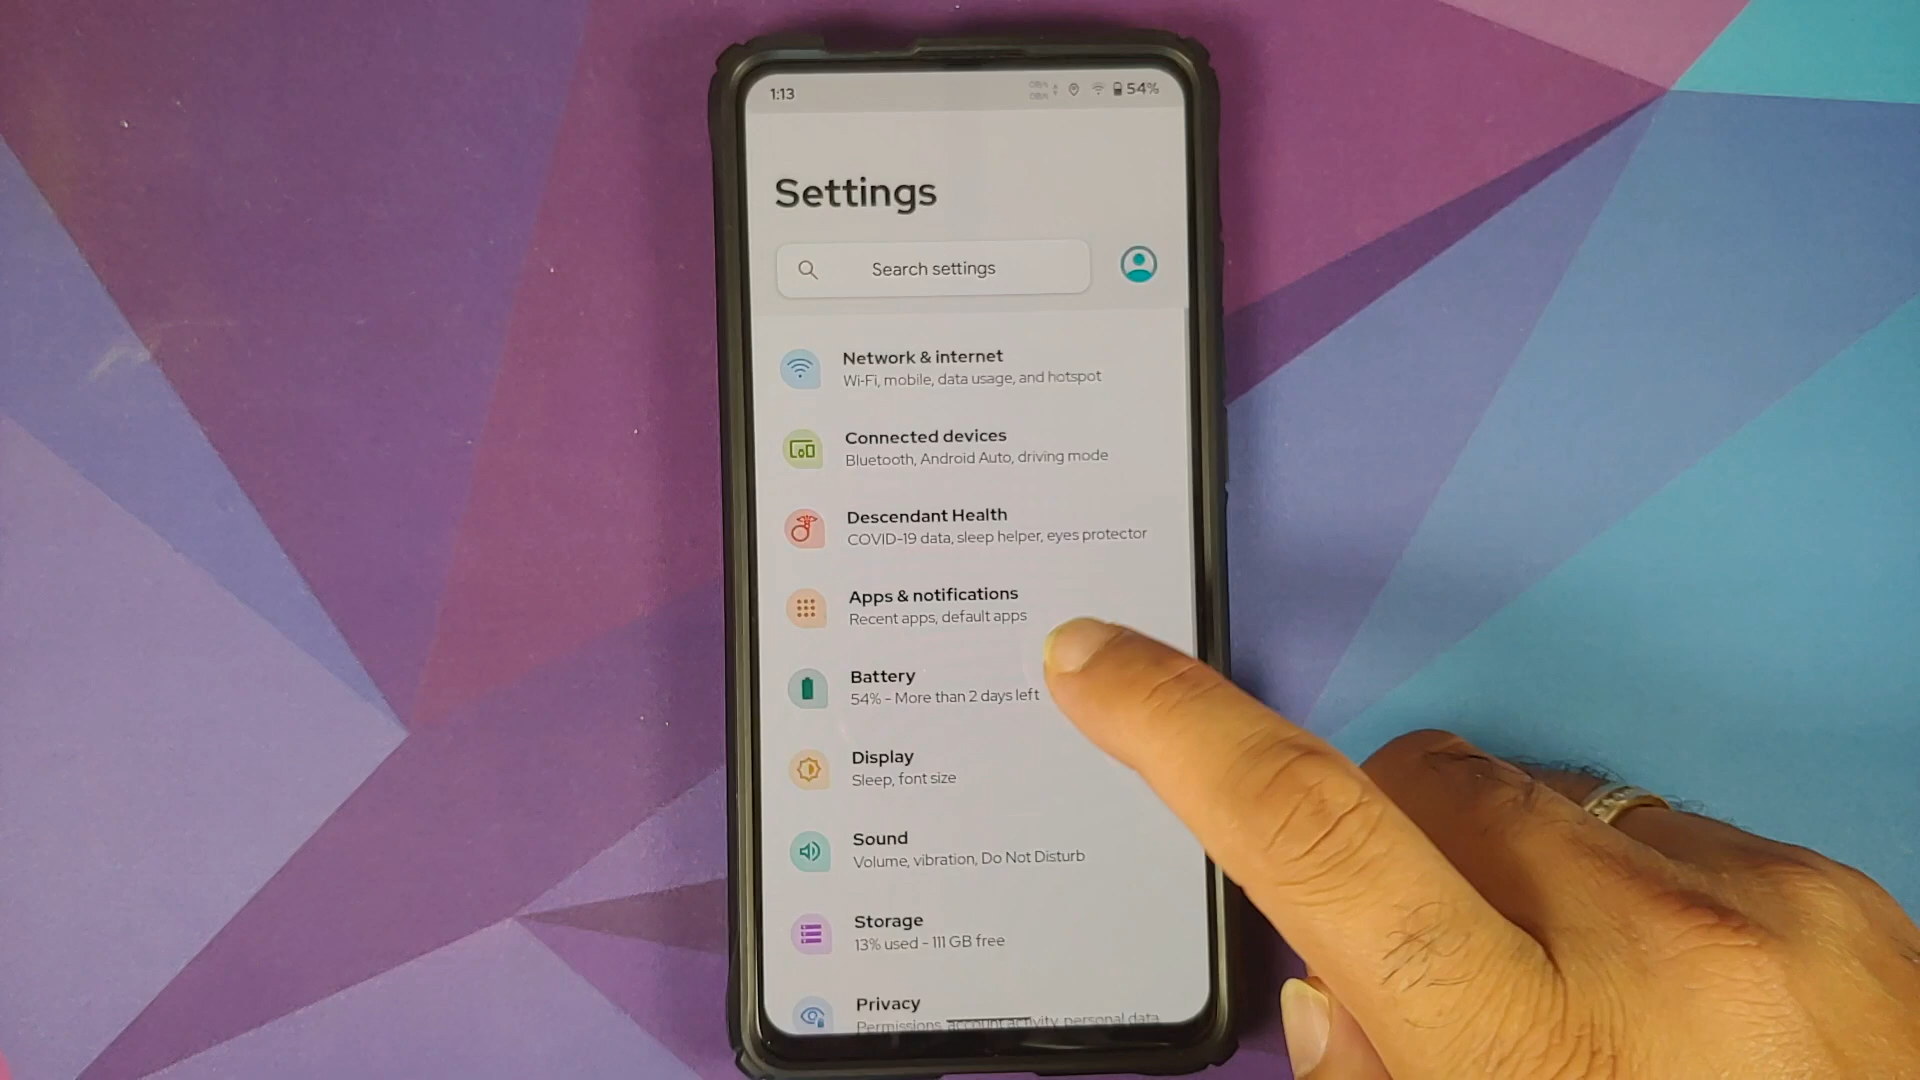 1:13
0B/s
0B/s
54%
Settings
Search settings
Network & internet
Wi-Fi, mobile, data usage, and hotspot
Connected devices
Bluetooth, Android Auto, driving mode
Descendant Health
COVID-19 data, sleep helper, eyes protector
Apps & notifications
Recent apps, default apps
Battery
54% - More than 2 days left
Display
Sleep, font size
Sound
Volume, vibration, Do Not Disturb
Storage
13% used - 111 GB free
Privacy
Permissions, account activity, personal data